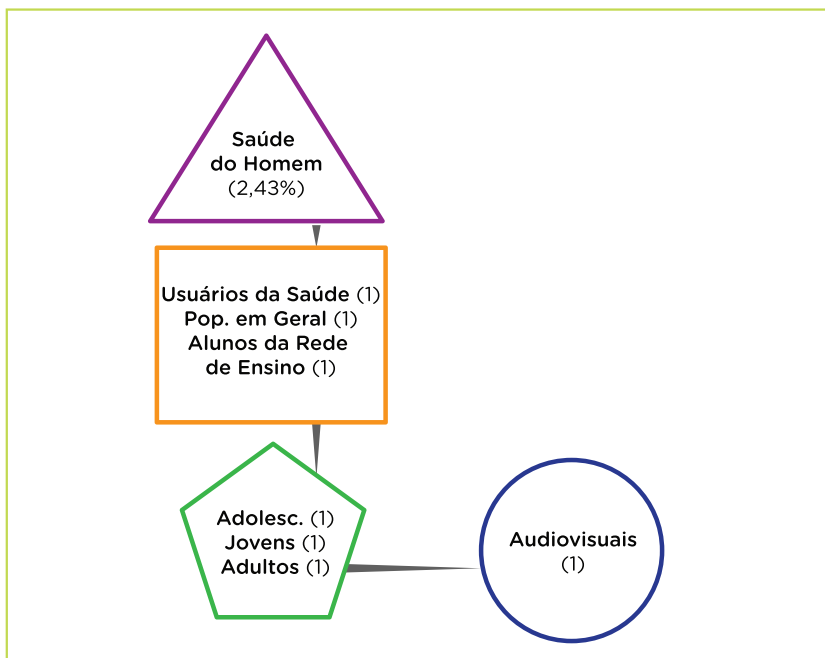 Saúde
do Homem
(2,43%)
Usuários da Saúde (1)
Pop. em Geral (1)
Alunos da Rede
de Ensino (1)
Adolesc. (1)
Jovens (1)
Adultos (1)
Audiovisuais
(1)